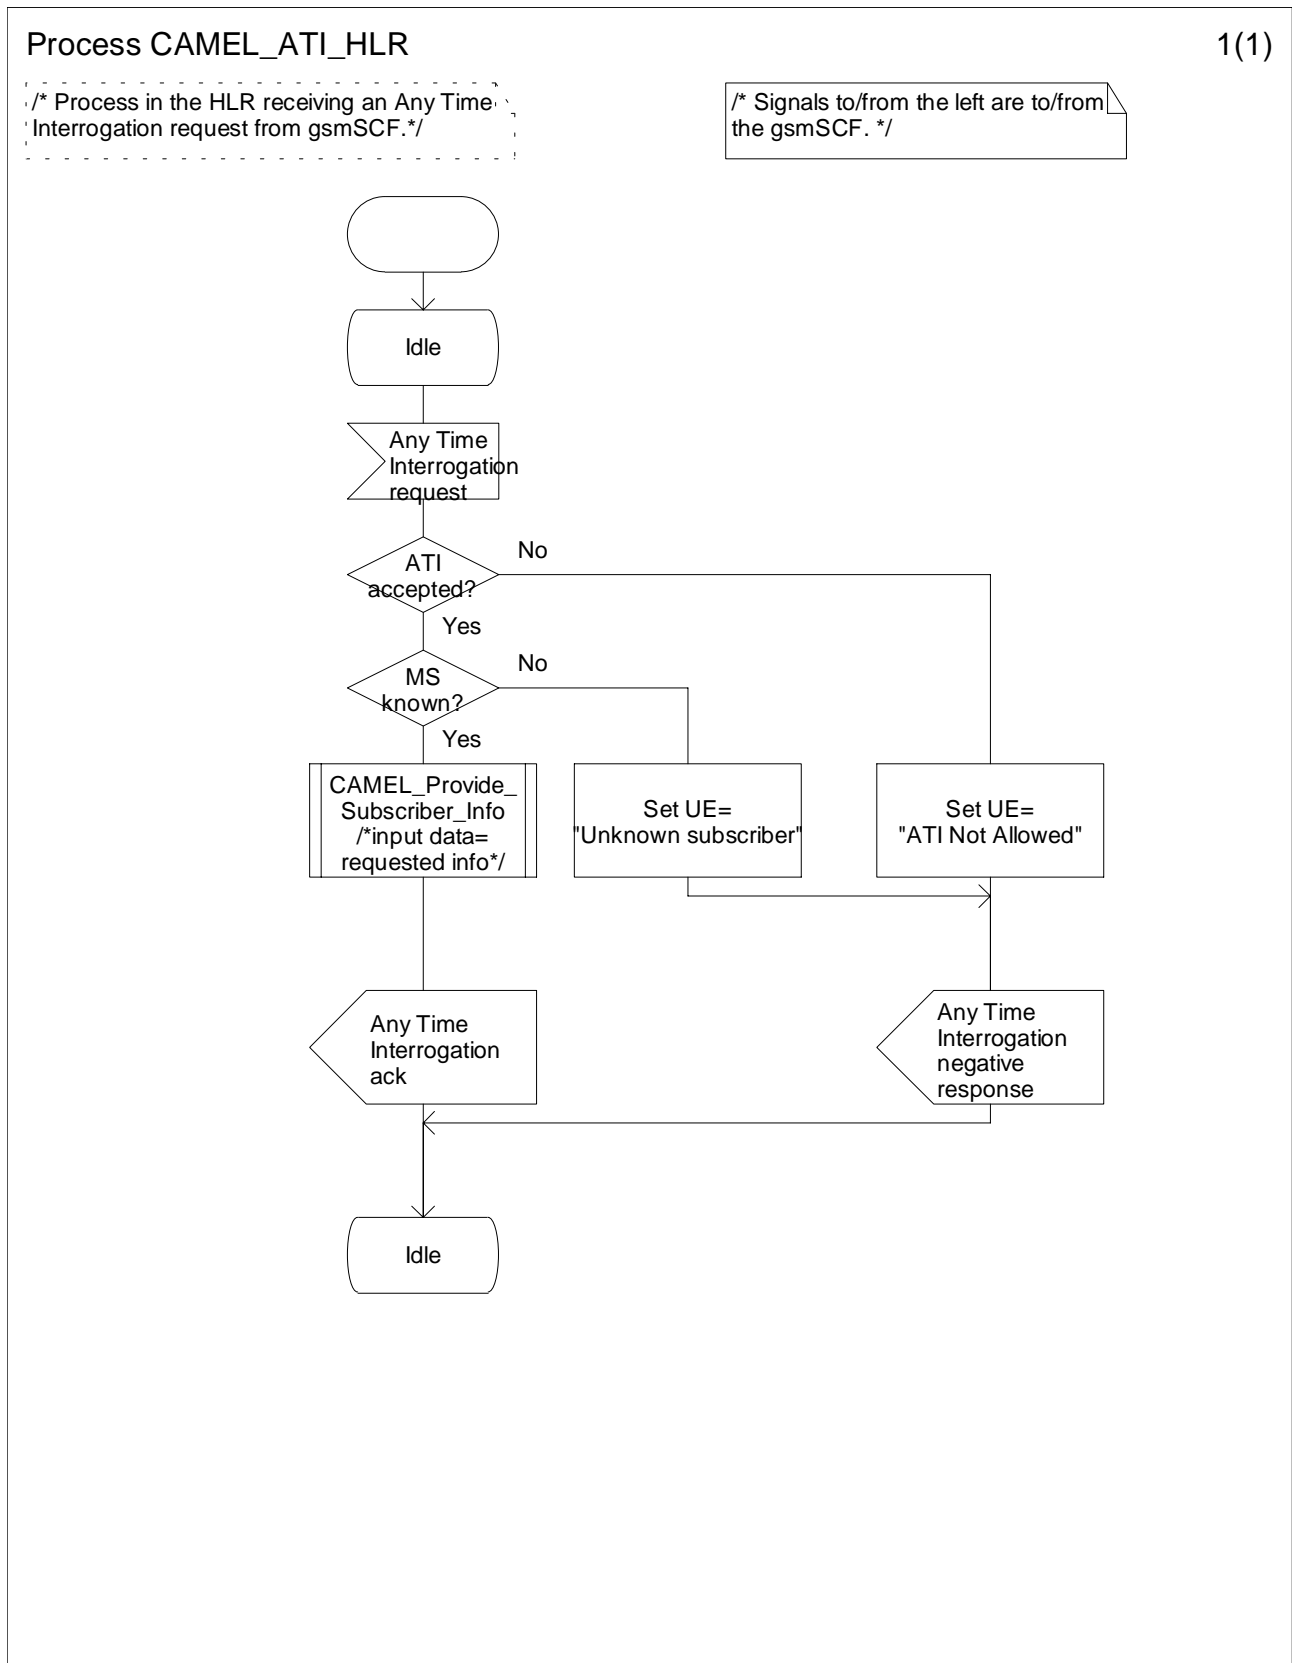 Process CAMEL_ATI_HLR
1(1)
/* Process in the HLR receiving an Any Time
Interrogation request from gsmSCF.*/
/* Signals to/from the left are to/from
the gsmSCF. */
Idle
Any Time
Interrogation
request
ATI
accepted?
No
Yes
MS
known?
No
Yes
CAMEL_Provide_
Subscriber_Info
/*input data=
requested info*/
Set UE=
"Unknown subscriber"
Set UE=
"ATI Not Allowed"
Any Time
Interrogation
ack
Any Time
Interrogation
negative
response
Idle